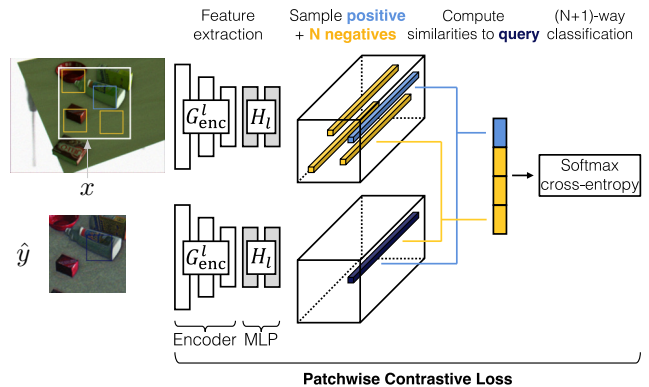 Feature
extraction
Sample positive
+ N negatives
Compute
similarities to query
(N+1)-way
classification
G^l_enc
H_l
x
Softmax
cross-entropy
ŷ
G^l_enc
H_l
Encoder
MLP
Patchwise Contrastive Loss